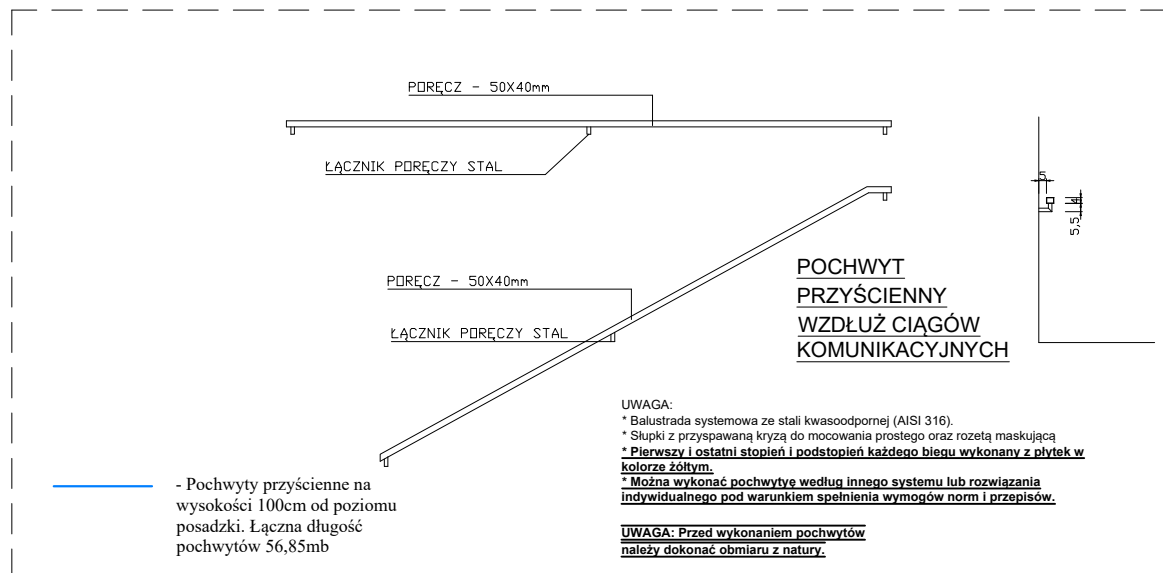 PORĘCZ - 50X40mm
ŁĄCZNIK PORĘCZY STAL
5
4
5,5
PORĘCZ - 50X40mm
ŁĄCZNIK PORĘCZY STAL
POCHWYT
PRZYŚCIENNY
WZDŁUŻ CIĄGÓW
KOMUNIKACYJNYCH
UWAGA:
* Balustrada systemowa ze stali kwasoodpornej (AISI 316).
* Słupki z przyspawaną kryzą do mocowania prostego oraz rozetą maskującą
* Pierwszy i ostatni stopień i podstopień każdego biegu wykonany z płytek w
kolorze żółtym.
* Można wykonać pochwytyę według innego systemu lub rozwiązania
indywidualnego pod warunkiem spełnienia wymogów norm i przepisów.
UWAGA: Przed wykonaniem pochwytów
należy dokonać obmiaru z natury.
- Pochwyty przyścienne na
wysokości 100cm od poziomu
posadzki. Łączna długość
pochwytów 56,85mb